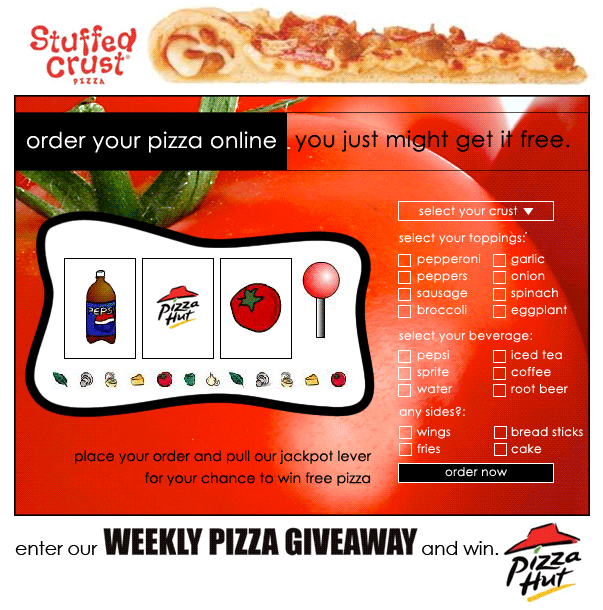 Stuffed
Crust
PIZZA
order your pizza online you just might get it free.
select your crust
select your toppings:
pepperoni garlic
peppers onion
sausage spinach
broccoli eggplant
select your beverage:
pepsi iced tea
sprite coffee
water root beer
any sides?:
wings bread sticks
fries cake
order now
PEPSI
Pizza
Hut
place your order and pull our jackpot lever
for your chance to win free pizza
enter our WEEKLY PIZZA GIVEAWAY and win.
Pizza
Hut